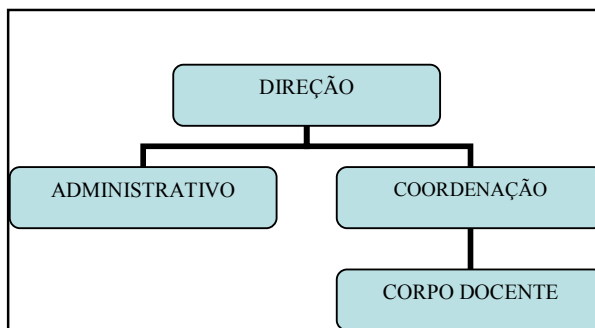 DIREÇÃO
ADMINISTRATIVO
COORDENAÇÃO
CORPO DOCENTE